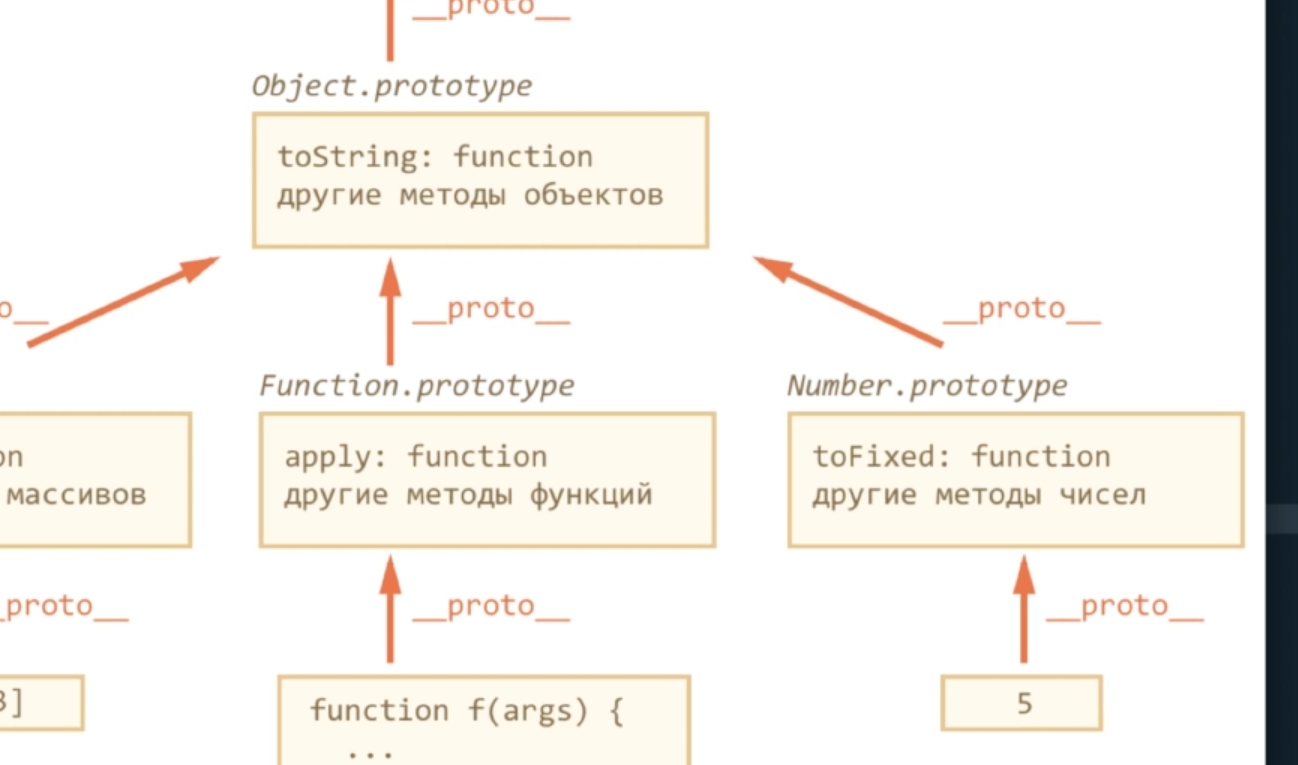 __proto__
Object.prototype
toString: function
другие методы объектов
o__
__proto__
__proto__
Function.prototype
Number.prototype
on
массивов
apply: function
другие методы функций
toFixed: function
другие методы чисел
_proto__
__proto__
__proto__
3]
function f(args) {
...
5